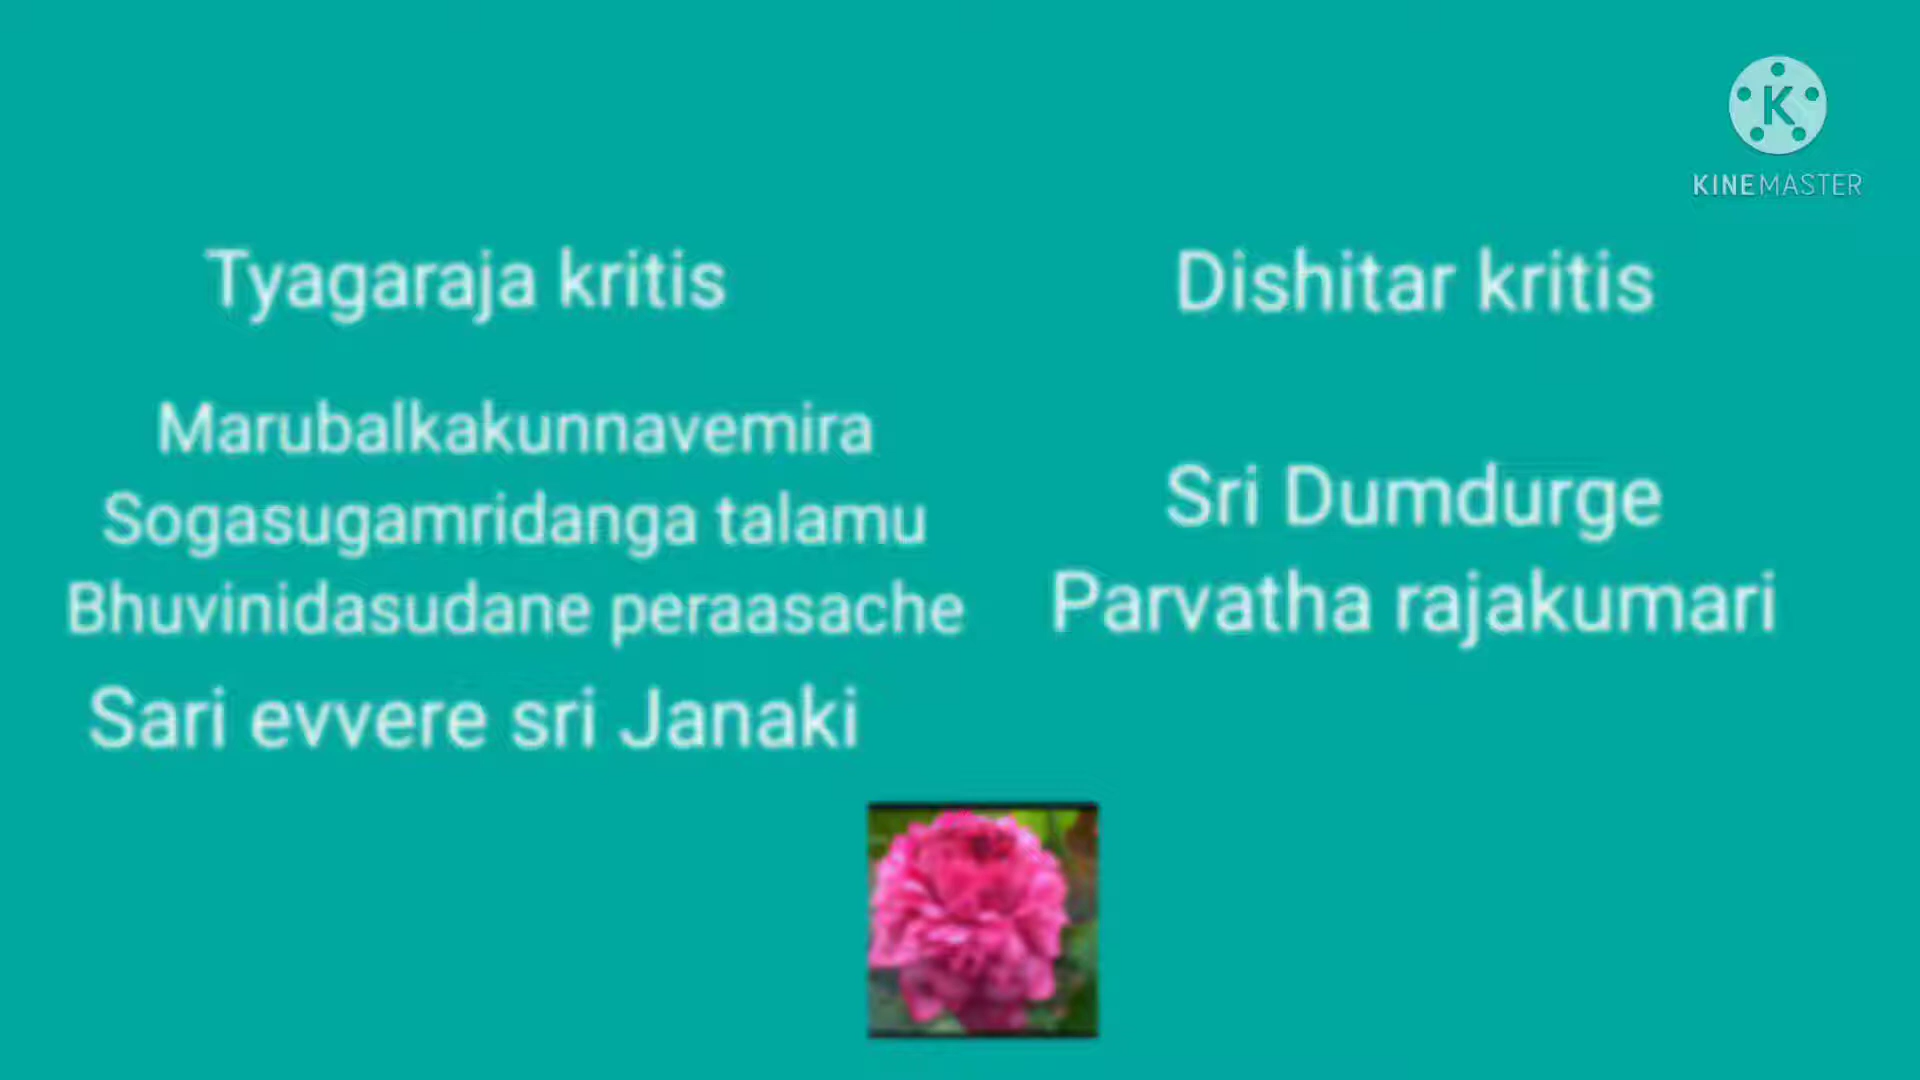 KINEMASTER
Tyagaraja kritis
Marubalkakunnavemira
Sogasugamridanga talamu
Bhuvinidasudane peraasache
Sari evvere sri Janaki
Dishitar kritis
Sri Dumdurge
Parvatha rajakumari